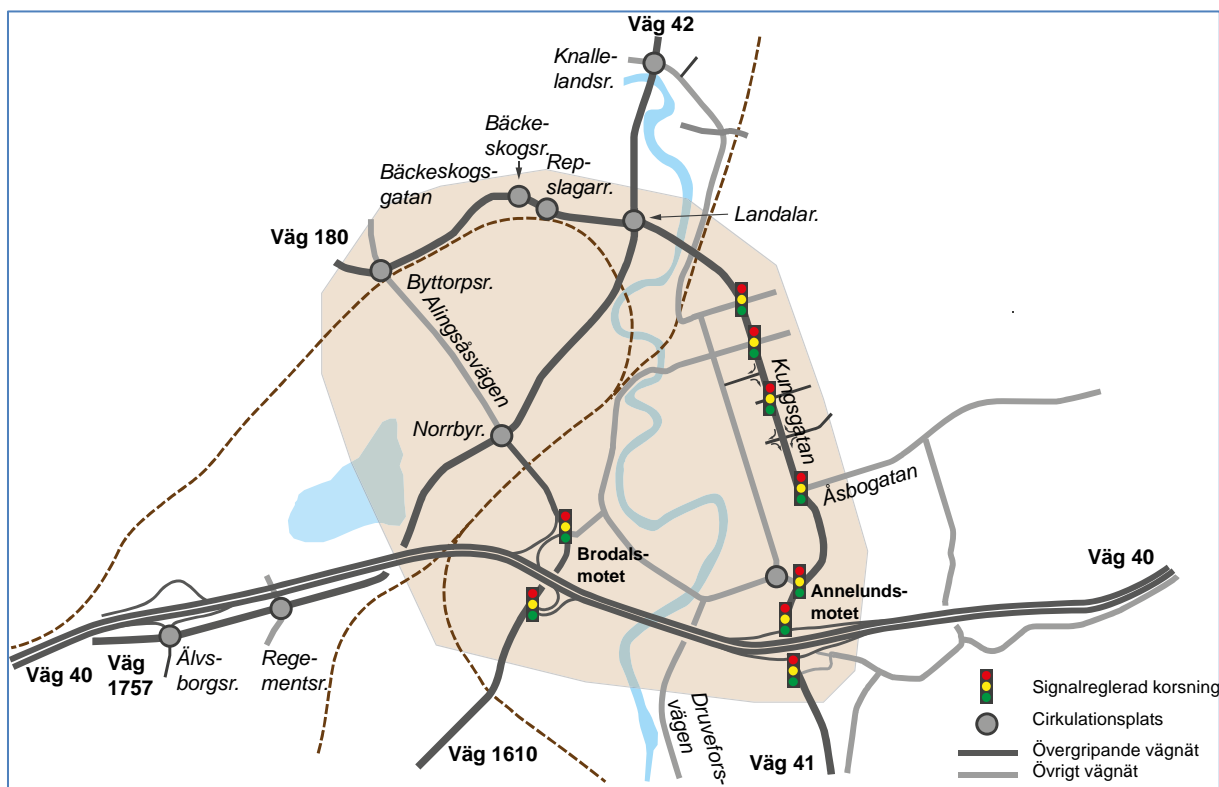 Väg 42
Knalle-
landsr.
Bäcke-
skogsr.
Rep-
slagarr.
Bäckeskogs-
gatan
Landalar.
Väg 180
Byttorpsr.
Alingsåsvägen
Kungsgatan
Norrbyr.
Åsbogatan
Brodals-
motet
Väg 40
Annelunds-
motet
Väg 40
Väg
1757
Älvs-
borgsr.
Rege-
mentsr.
Väg 1610
Druvefors-
vägen
Väg 41
Signalreglerad korsning
Cirkulationsplats
Övergripande vägnät
Övrigt vägnät